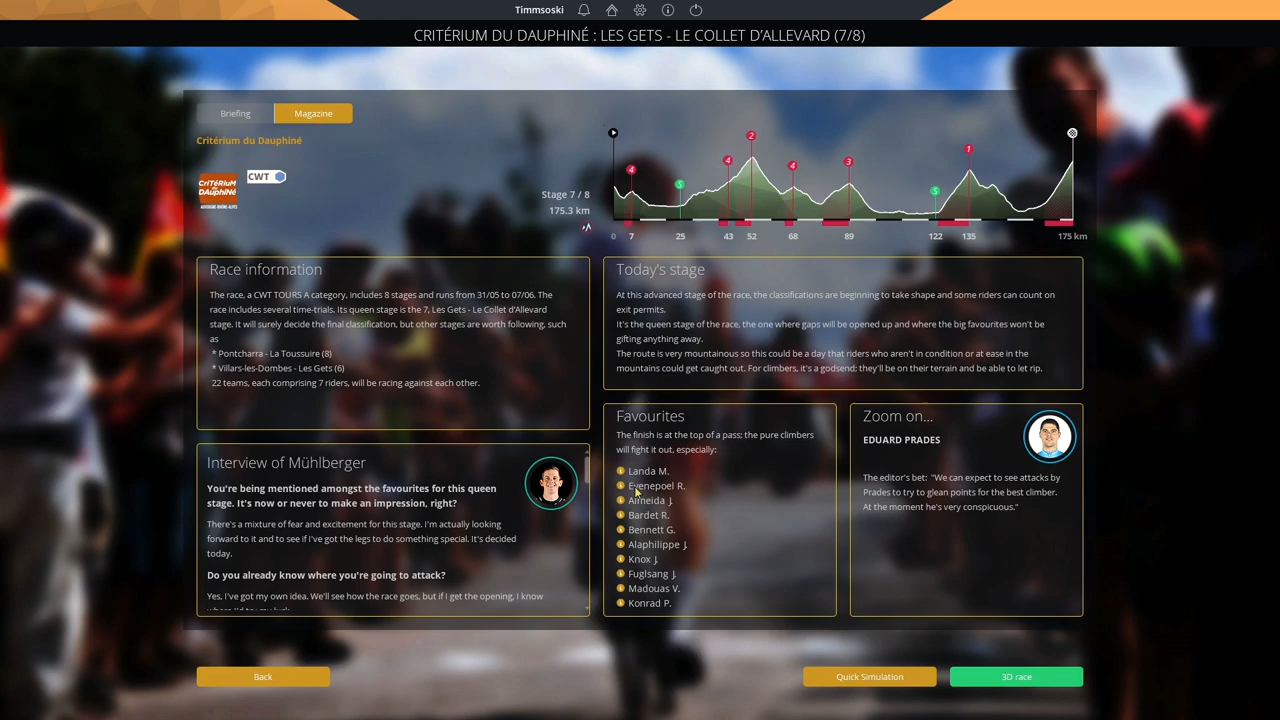 Timmsoski
CRITÉRIUM DU DAUPHINÉ : LES GETS - LE COLLET D'ALLEVARD (7/8)
Briefing
Magazine
Critérium du Dauphiné
CRITÉRIUM
DU DAUPHINÉ
AUVERGNE-RHÔNE-ALPES
CWT
Stage 7 / 8
175.3 km
4
S
4
2
4
3
S
1
0 7 25 43 52 68 89 122 135 175 km
Race information
The race, a CWT TOURS A category, includes 8 stages and runs from 31/05 to 07/06. The
race includes several time-trials. Its queen stage is the 7, Les Gets - Le Collet d'Allevard
stage. It will surely decide the final classification, but other stages are worth following, such
as
* Pontcharra - La Toussuire (8)
* Villars-les-Dombes - Les Gets (6)
22 teams, each comprising 7 riders, will be racing against each other.
Today's stage
At this advanced stage of the race, the classifications are beginning to take shape and some riders can count on
exit permits.
It's the queen stage of the race, the one where gaps will be opened up and where the big favourites won't be
gifting anything away.
The route is very mountainous so this could be a day that riders who aren't in condition or at ease in the
mountains could get caught out. For climbers, it's a godsend; they'll be on their terrain and be able to let rip.
Interview of Mühlberger
You're being mentioned amongst the favourites for this queen
stage. It's now or never to make an impression, right?
There's a mixture of fear and excitement for this stage. I'm actually looking
forward to it and to see if I've got the legs to do something special. It's decided
today.
Do you already know where you're going to attack?
Yes, I've got my own idea. We'll see how the race goes, but if I get the opening, I know
where I'd try my luck.
Favourites
The finish is at the top of a pass; the pure climbers
will fight it out, especially:
Landa M.
Evenepoel R.
Almeida J.
Bardet R.
Bennett G.
Alaphilippe J.
Knox J.
Fuglsang J.
Madouas V.
Konrad P.
Zoom on...
EDUARD PRADES
The editor's bet: "We can expect to see attacks by
Prades to try to glean points for the best climber.
At the moment he's very conspicuous."
Back
Quick Simulation
3D race